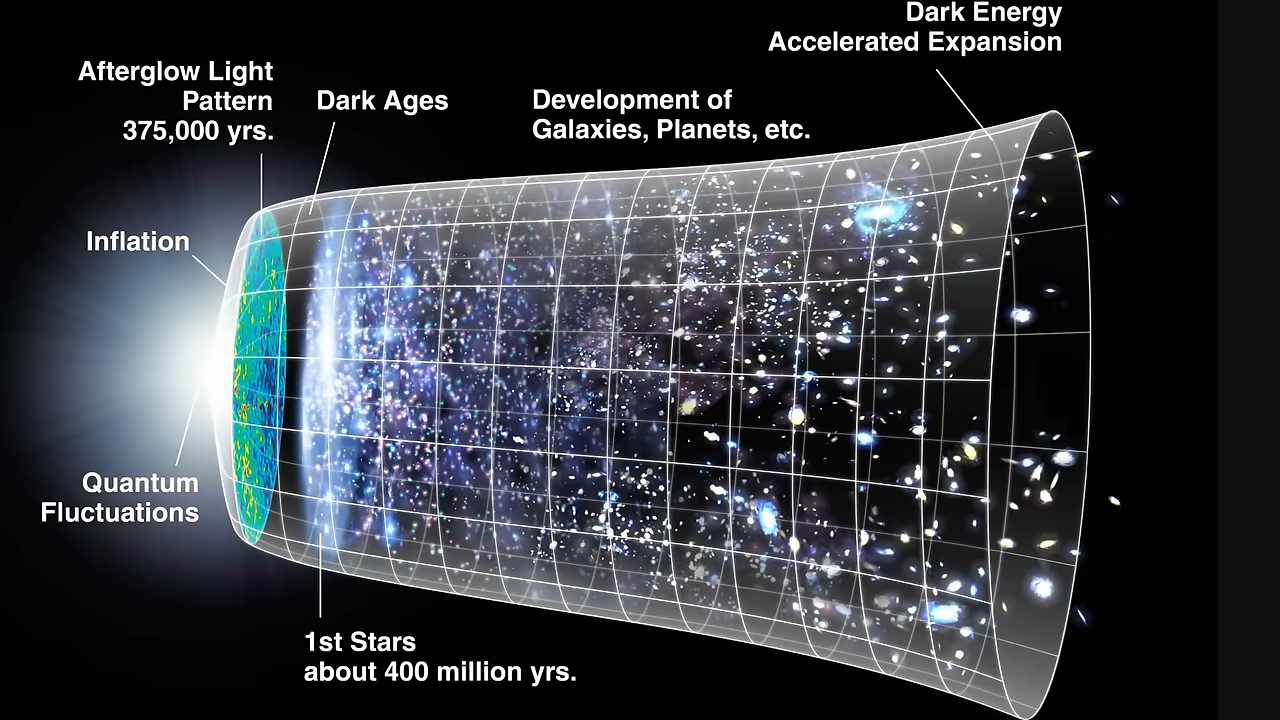 Dark Energy
Accelerated Expansion
Afterglow Light
Pattern
375,000 yrs.
Dark Ages
Development of
Galaxies, Planets, etc.
Inflation
Quantum
Fluctuations
1st Stars
about 400 million yrs.